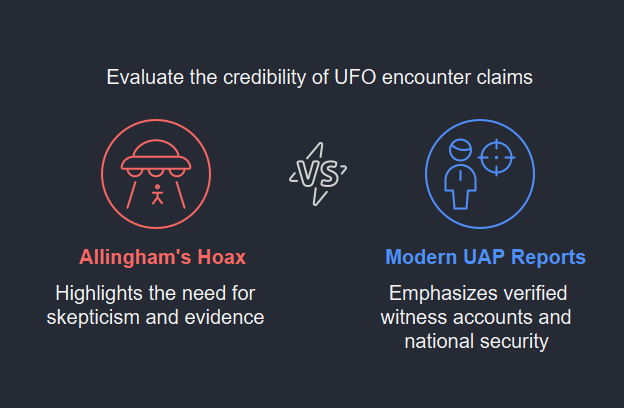 Evaluate the credibility of UFO encounter claims
VS
Allingham's Hoax
Modern UAP Reports
Highlights the need for
skepticism and evidence
Emphasizes verified
witness accounts and
national security